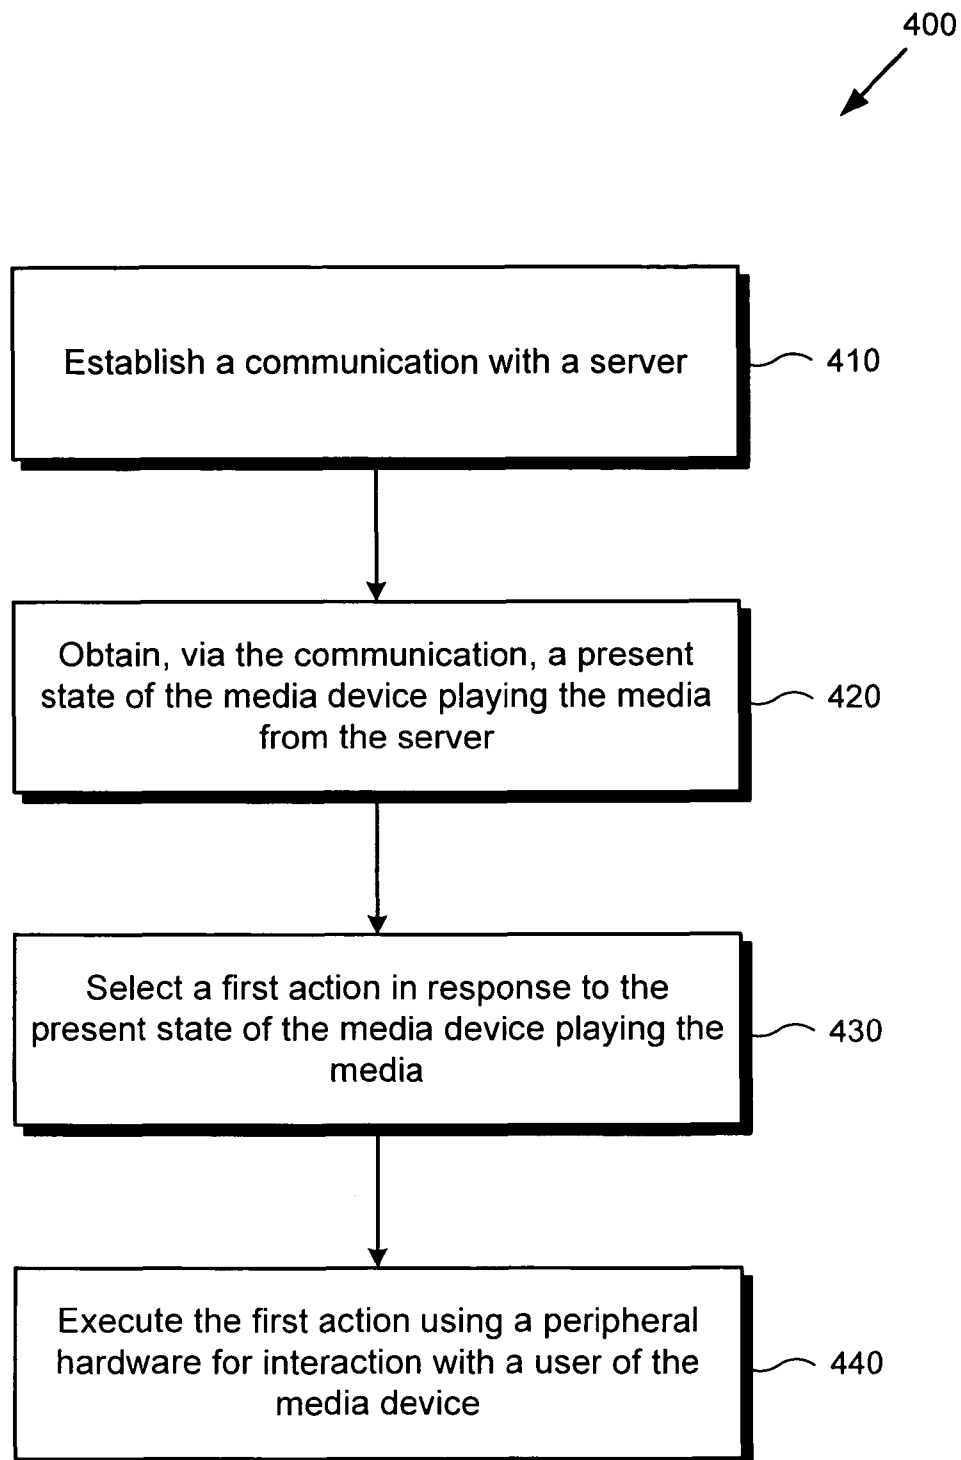 400
Establish a communication with a server
410
Obtain, via the communication, a present
state of the media device playing the media
from the server
420
Select a first action in response to the
present state of the media device playing the
media
430
Execute the first action using a peripheral
hardware for interaction with a user of the
media device
440